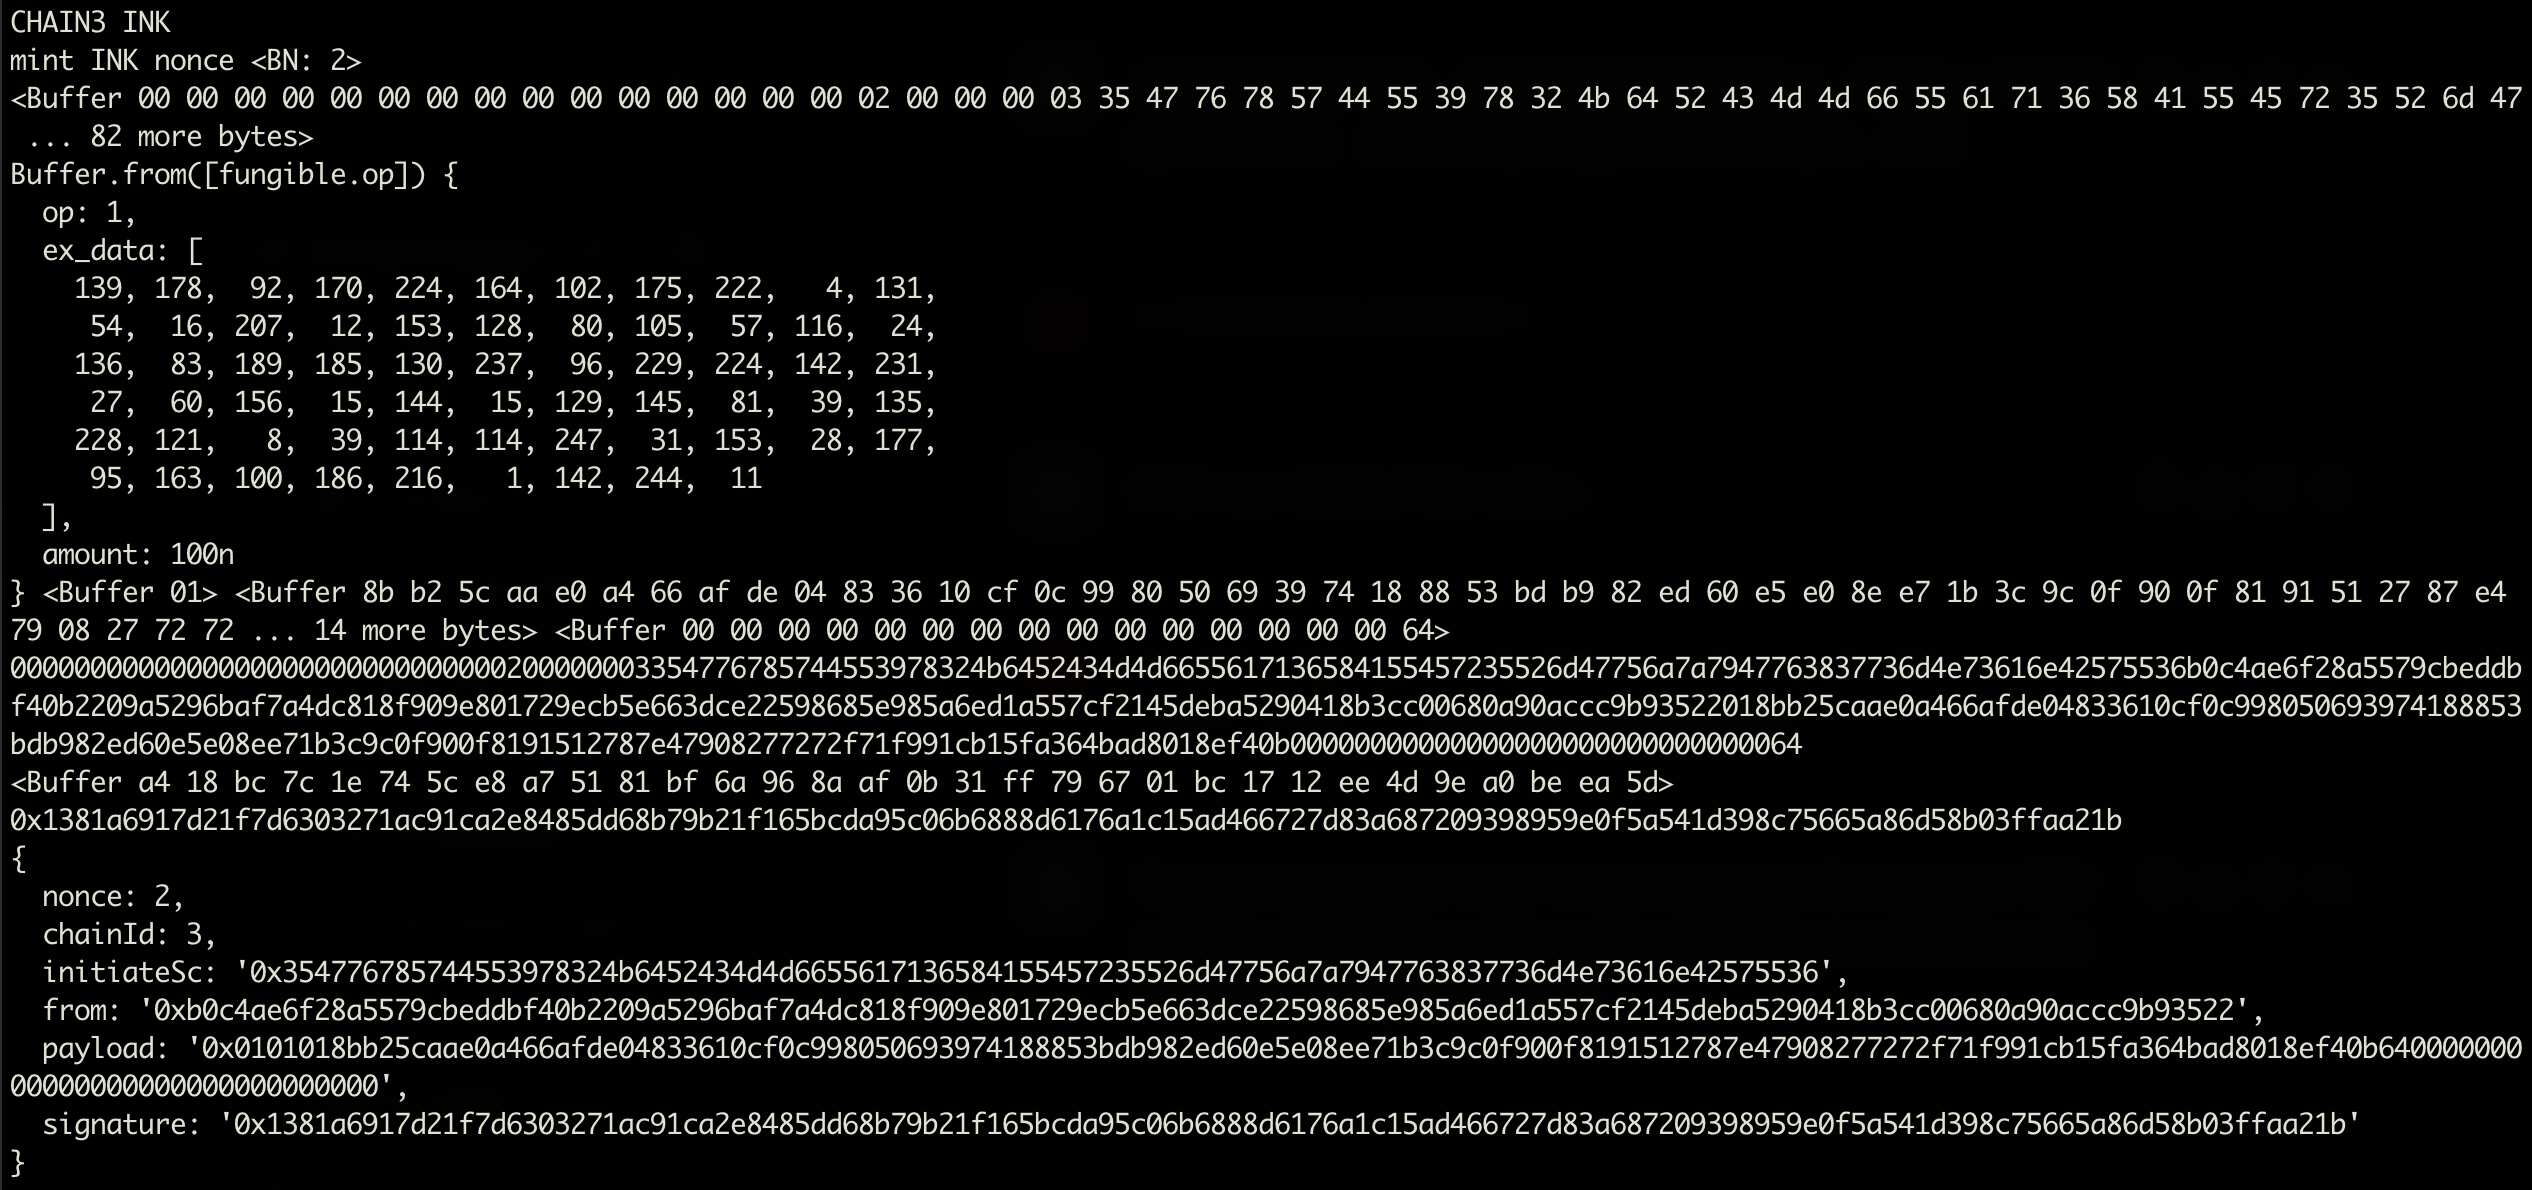 CHAIN3 INK
mint INK nonce <BN: 2>
<Buffer 00 00 00 00 00 00 00 00 00 00 00 00 00 00 00 02 00 00 00 03 35 47 76 78 57 44 55 39 78 32 4b 64 52 43 4d 4d 66 55 61 71 36 58 41 55 45 72 35 52 6d 47
 ... 82 more bytes>
Buffer.from([fungible.op]) {
  op: 1,
  ex_data: [
    139, 178,  92, 170, 224, 164, 102, 175, 222,   4, 131,
     54,  16, 207,  12, 153, 128,  80, 105,  57, 116,  24,
    136,  83, 189, 185, 130, 237,  96, 229, 224, 142, 231,
     27,  60, 156,  15, 144,  15, 129, 145,  81,  39, 135,
    228, 121,   8,  39, 114, 114, 247,  31, 153,  28, 177,
     95, 163, 100, 186, 216,   1, 142, 244,  11
  ],
  amount: 100n
} <Buffer 01> <Buffer 8b b2 5c aa e0 a4 66 af de 04 83 36 10 cf 0c 99 80 50 69 39 74 18 88 53 bd b9 82 ed 60 e5 e0 8e e7 1b 3c 9c 0f 90 0f 81 91 51 27 87 e4
79 08 27 72 72 ... 14 more bytes> <Buffer 00 00 00 00 00 00 00 00 00 00 00 00 00 00 00 64>
000000000000000000000000000000020000000335477678574455397832​4b6452434d4d6655617136584155457235526d47756a7a7947763837736d4e73616e42575536b0c4ae6f28a5579cbeddb
f40b2209a5296baf7a4dc818f909e801729ecb5e663dce22598685e985a6ed1a557cf2145deba5290418b3cc00680a90accc9b93522018bb25caae0a466afde04833610cf0c998050693974188853
bdb982ed60e5e08ee71b3c9c0f900f8191512787e47908277272f71f991cb15fa364bad8018ef40b00000000000000000000000000000064
<Buffer a4 18 bc 7c 1e 74 5c e8 a7 51 81 bf 6a 96 8a af 0b 31 ff 79 67 01 bc 17 12 ee 4d 9e a0 be ea 5d>
0x1381a6917d21f7d6303271ac91ca2e8485dd68b79b21f165bcda95c06b6888d6176a1c15ad466727d83a687209398959e0f5a541d398c75665a86d58b03ffaa21b
{
  nonce: 2,
  chainId: 3,
  initiateSc: '0x354776785744553978324b6452434d4d6655617136584155457235526d47756a7a7947763837736d4e73616e42575536',
  from: '0xb0c4ae6f28a5579cbeddbf40b2209a5296baf7a4dc818f909e801729ecb5e663dce22598685e985a6ed1a557cf2145deba5290418b3cc00680a90accc9b93522',
  payload: '0x0101018bb25caae0a466afde04833610cf0c998050693974188853bdb982ed60e5e08ee71b3c9c0f900f8191512787e47908277272f71f991cb15fa364bad8018ef40b640000000
00000000000000000000000',
  signature: '0x1381a6917d21f7d6303271ac91ca2e8485dd68b79b21f165bcda95c06b6888d6176a1c15ad466727d83a687209398959e0f5a541d398c75665a86d58b03ffaa21b'
}